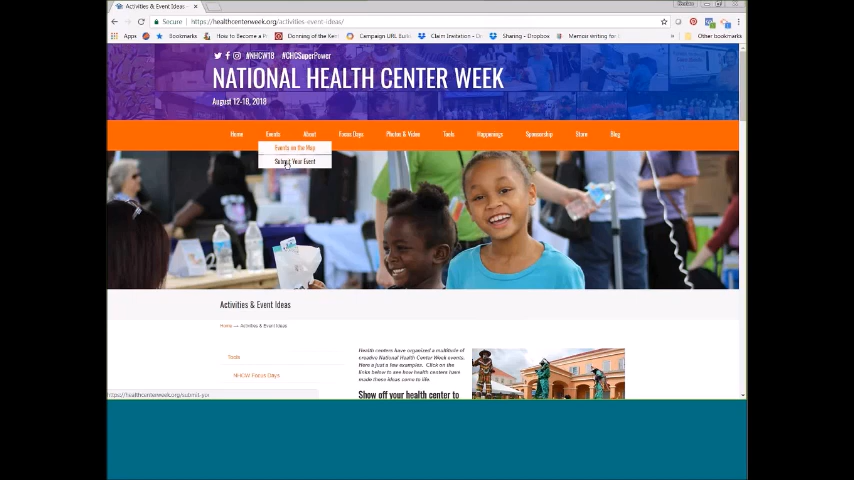 Activities & Event Ideas -
Secure https://healthcenterweek.org/activities-event-ideas/
Apps Bookmarks How to Become a P Donning of the Ken Campaign URL Build Claim Invitation - D Sharing - Dropbox Memoir writing for Other bookmarks
#NHCW18 #CHCSuperPower
NATIONAL HEALTH CENTER WEEK
August 12-18, 2018
Home Events About Focus Days Photos & Video Tools Happenings Sponsorship Store Blog
Events on the Map
Submit Your Event
Activities & Event Ideas
Home — Activities & Event Ideas
Tools
NHCW Focus Days
Health centers have organized a multitude of
creative National Health Center Week events.
Here a just a few examples. Click on the
links below to see how health centers have
made these ideas come to life.
Show off your health center to
https://healthcenterweek.org/submit-your